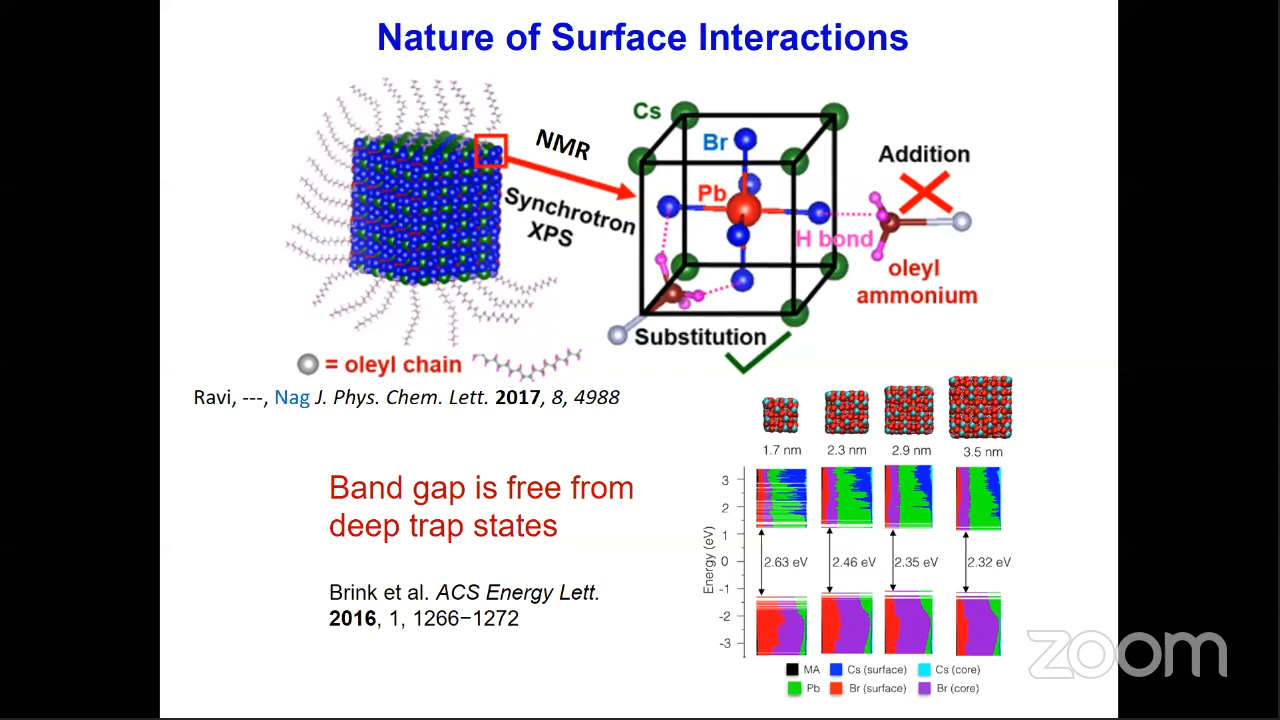 Nature of Surface Interactions
NMR
Synchrotron
XPS
Cs
Br
Pb
Addition
H bond
oleyl
ammonium
Substitution
= oleyl chain
Ravi, ---, Nag J. Phys. Chem. Lett. 2017, 8, 4988
1.7 nm
2.3 nm
2.9 nm
3.5 nm
Band gap is free from
deep trap states
Brink et al. ACS Energy Lett.
2016, 1, 1266−1272
Energy (eV)
3
2
1
0
-1
-2
-3
2.63 eV
2.46 eV
2.35 eV
2.32 eV
MA
Cs (surface)
Cs (core)
Pb
Br (surface)
Br (core)
zoom